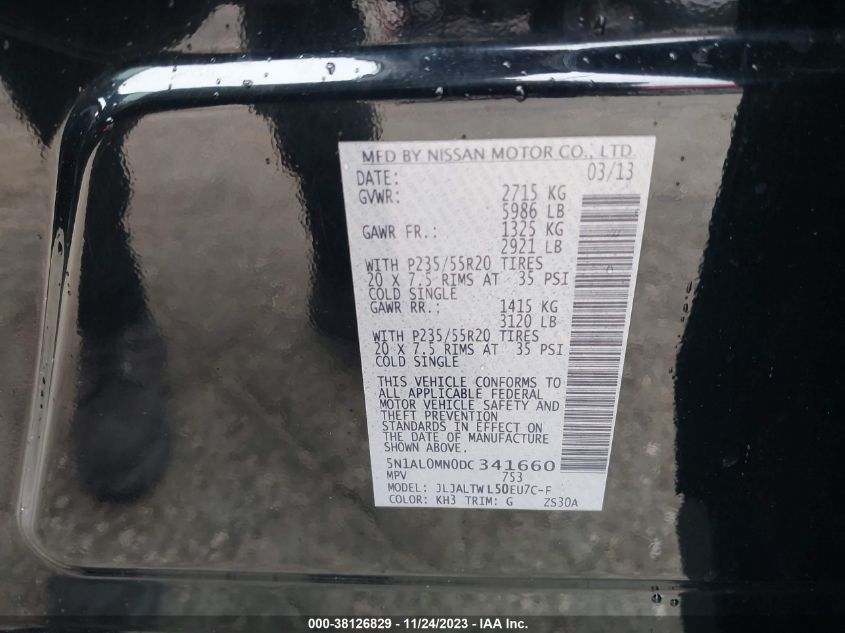 MFD BY NISSAN MOTOR CO., LTD.
DATE: 03/13
GVWR: 2715 KG
5986 LB
GAWR FR.: 1325 KG
2921 LB
WITH P235/55R20 TIRES
20 X 7.5 RIMS AT 35 PSI
COLD SINGLE
GAWR RR.: 1415 KG
3120 LB
WITH P235/55R20 TIRES
20 X 7.5 RIMS AT 35 PSI
COLD SINGLE
THIS VEHICLE CONFORMS TO
ALL APPLICABLE FEDERAL
MOTOR VEHICLE SAFETY AND
THEFT PREVENTION
STANDARDS IN EFFECT ON
THE DATE OF MANUFACTURE
SHOWN ABOVE.
5N1AL0MN0DC 341660
MPV 753
MODEL: JLJALTWL50EU7C-F
COLOR: KH3 TRIM: G ZS30A
000-38126829 - 11/24/2023 - IAA Inc.